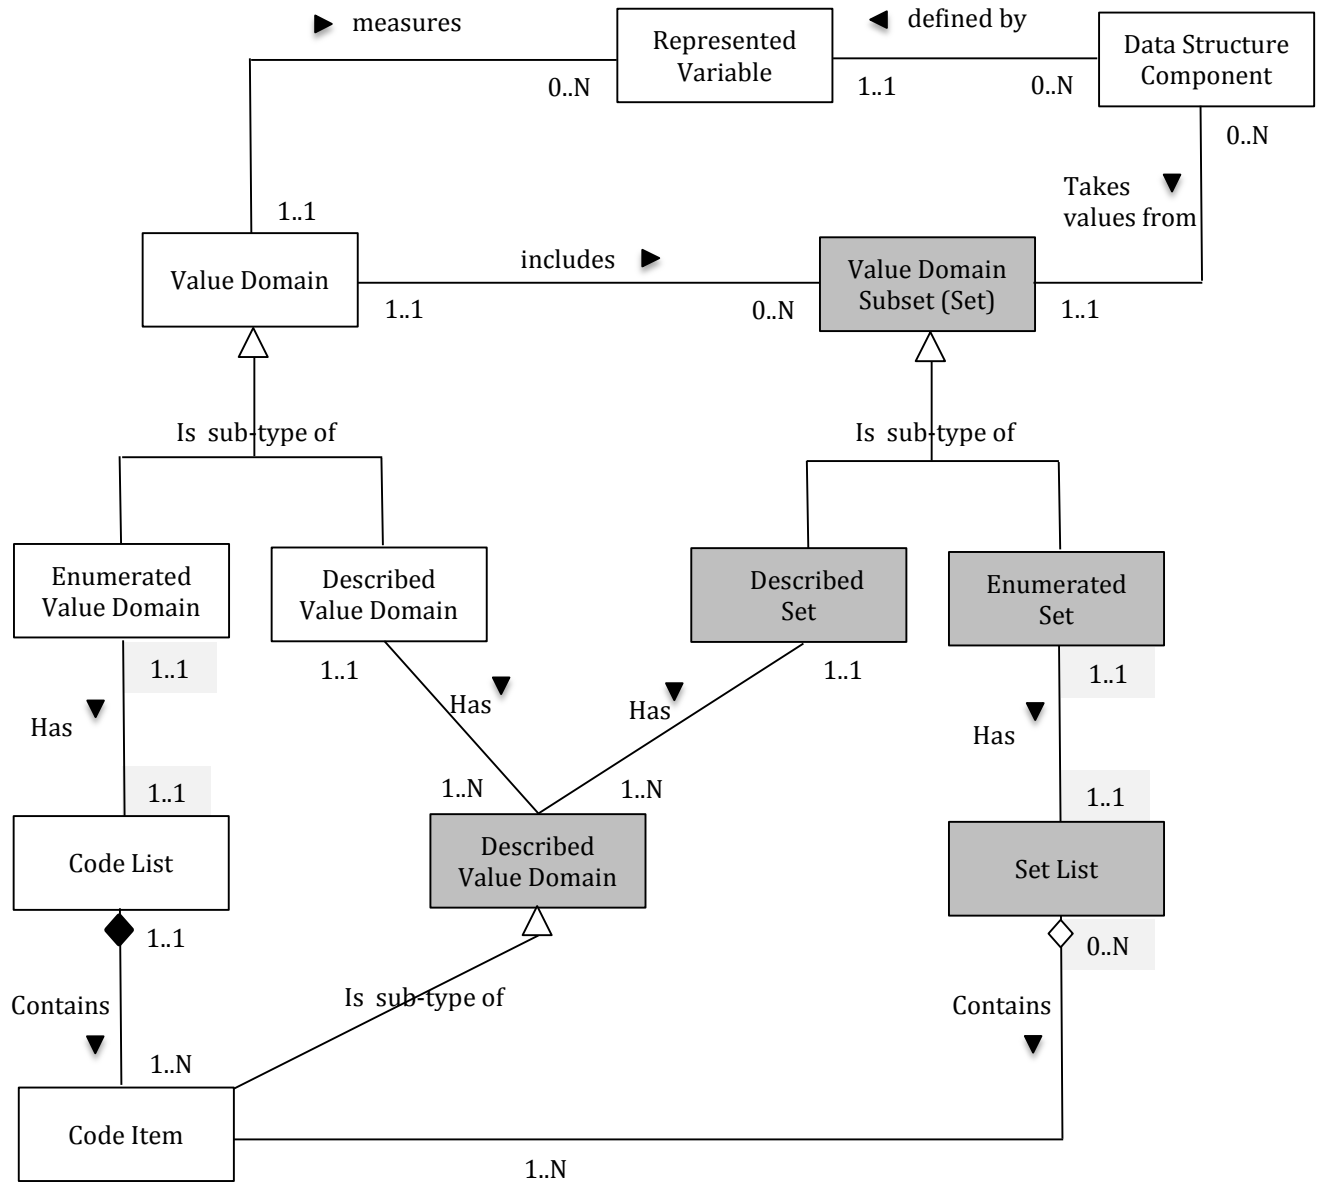 measures
defined by
Represented
Variable
Data Structure
Component
0..N
1..1
0..N
0..N
Takes
values from
1..1
Value Domain
includes
Value Domain
Subset (Set)
1..1
0..N
1..1
Is sub-type of
Is sub-type of
Enumerated
Value Domain
Described
Value Domain
Described
Set
Enumerated
Set
1..1
1..1
1..1
1..1
Has
Has
Has
Has
1..1
1..N
1..N
1..1
Code List
Described
Value Domain
Set List
1..1
0..N
Contains
Is sub-type of
Contains
1..N
Code Item
1..N